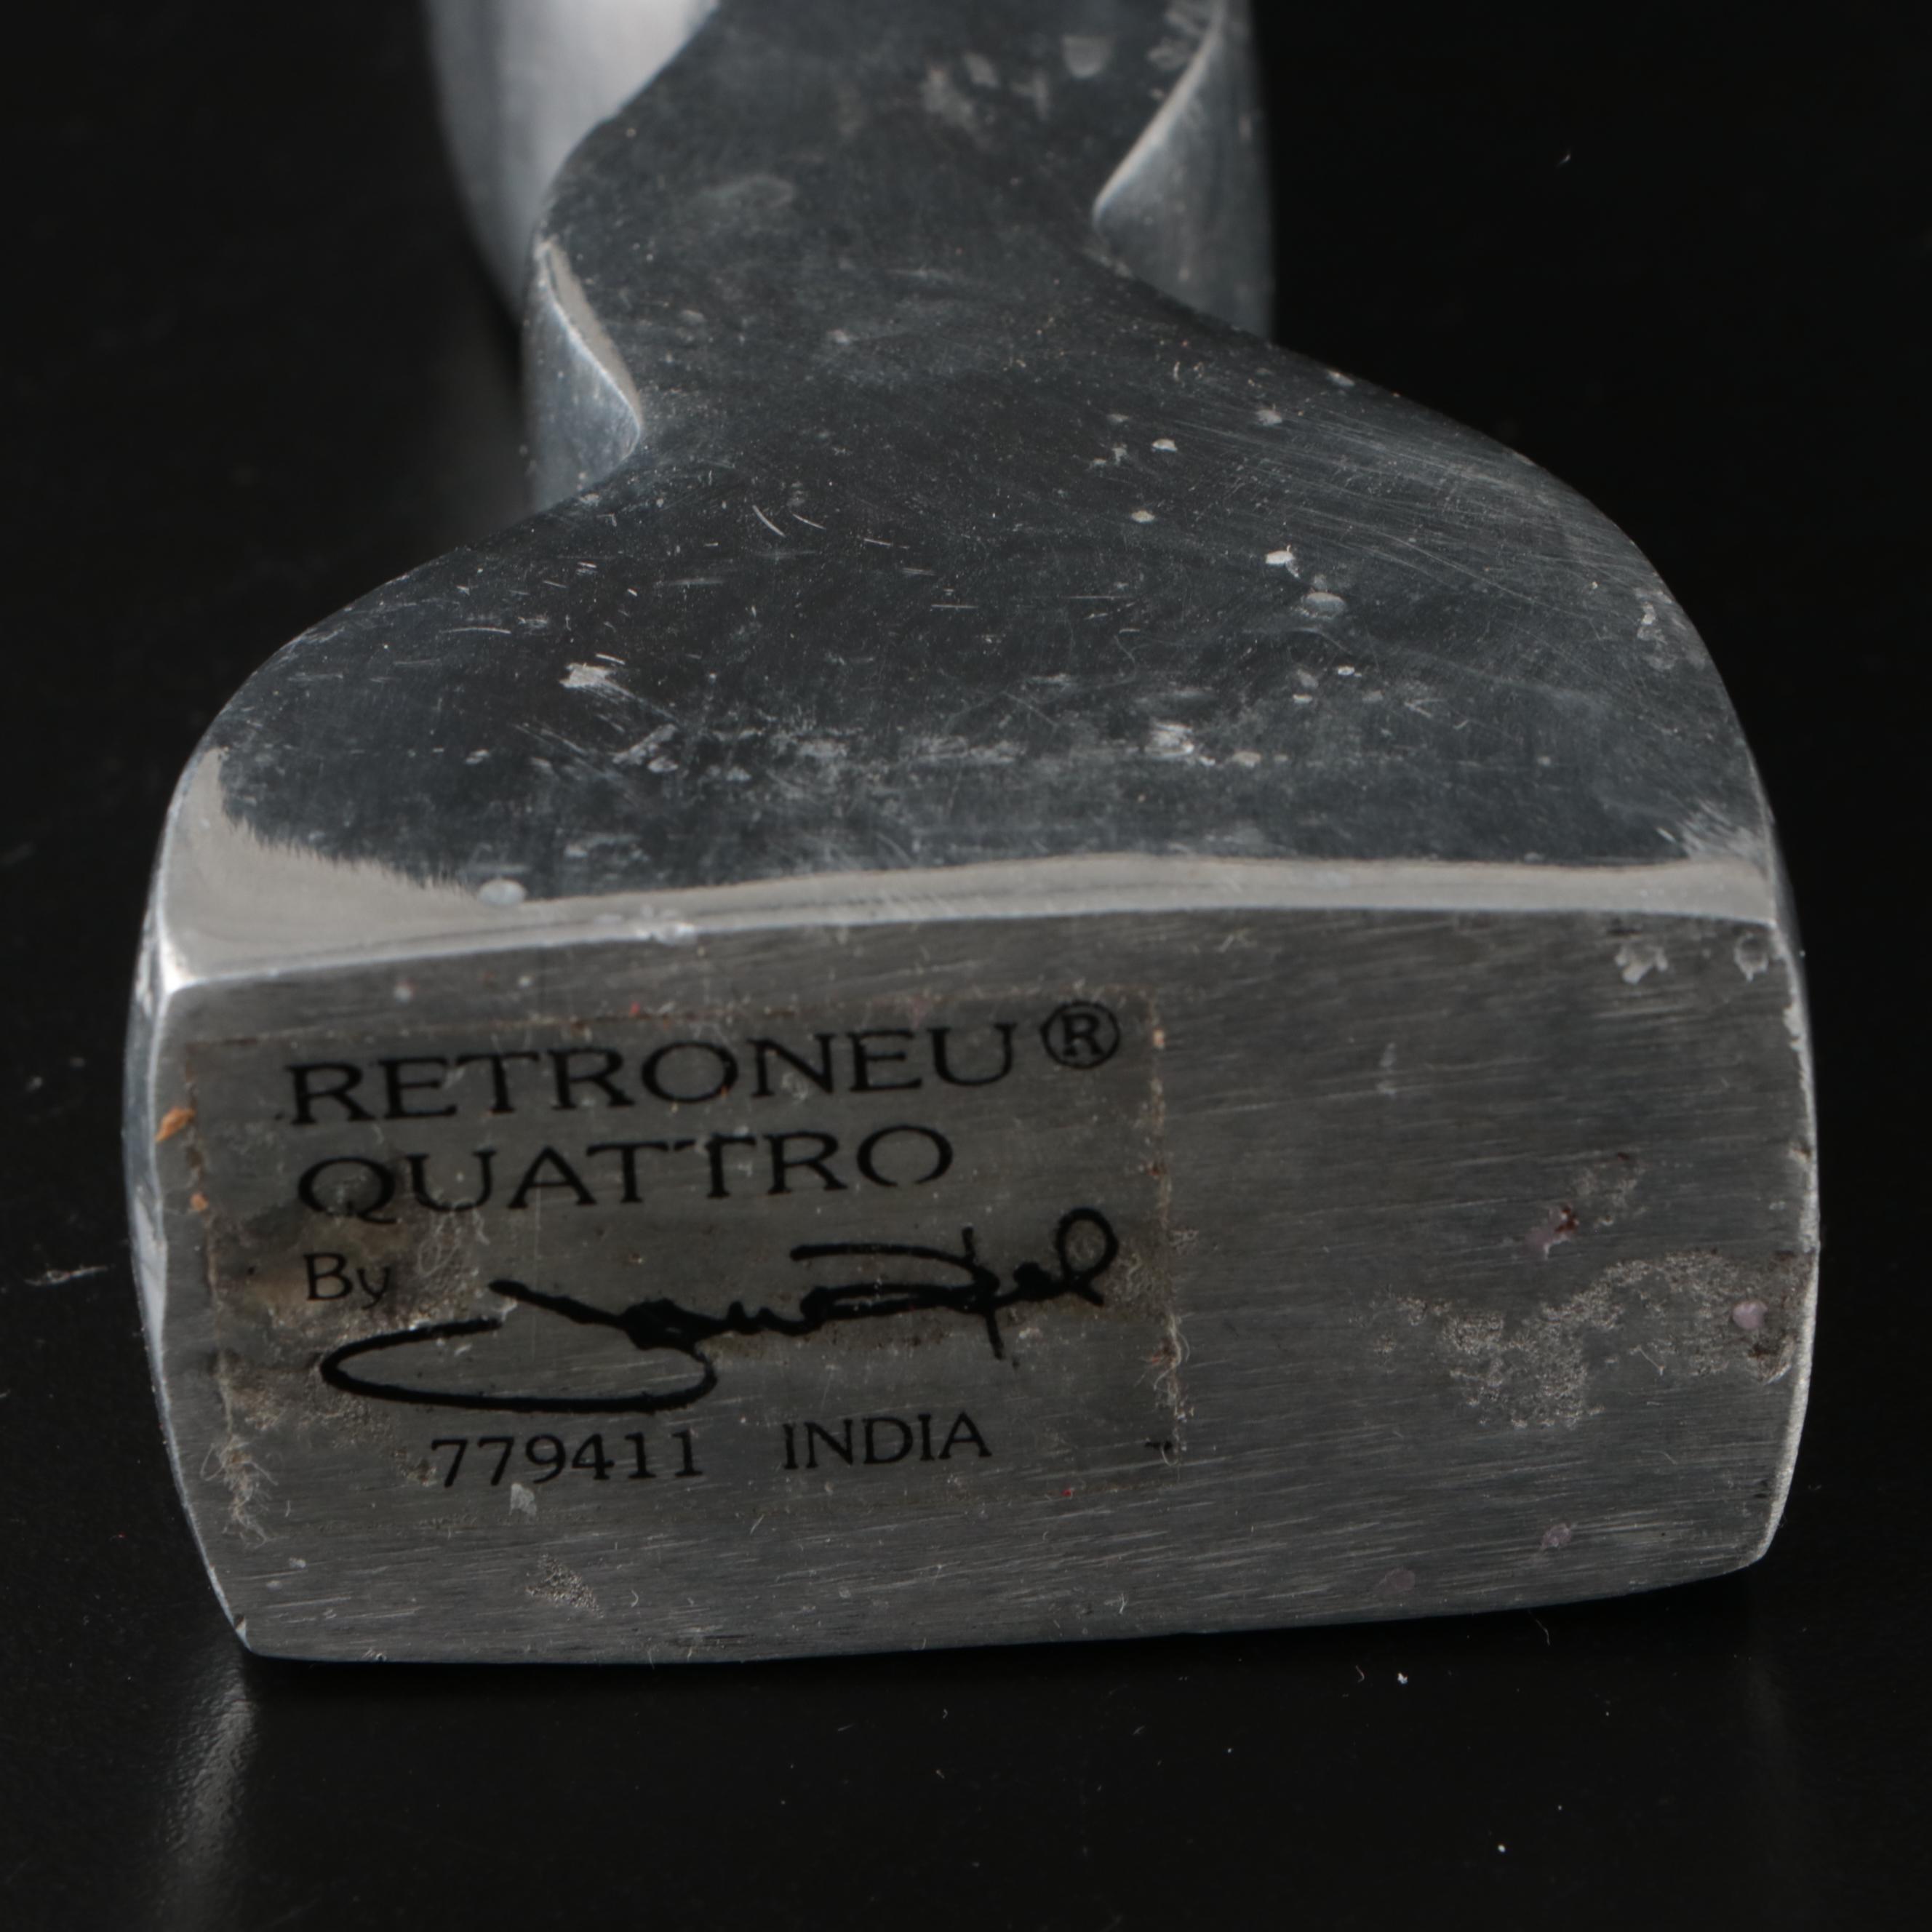 RETRONEU®
QUATTRO
By
779411 INDIA